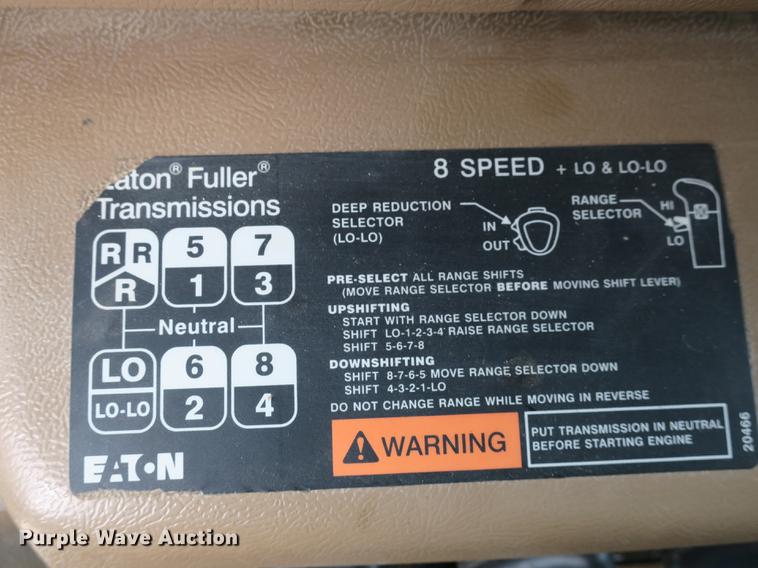 Eaton® Fuller®
Transmissions
8 SPEED + LO & LO-LO
R R 5 7
R 1 3
Neutral
LO 6 8
LO-LO 2 4
EATON
DEEP REDUCTION
SELECTOR
(LO-LO)
IN
OUT
RANGE
SELECTOR
HI
LO
PRE-SELECT ALL RANGE SHIFTS
(MOVE RANGE SELECTOR BEFORE MOVING SHIFT LEVER)
UPSHIFTING
START WITH RANGE SELECTOR DOWN
SHIFT LO-1-2-3-4 RAISE RANGE SELECTOR
SHIFT 5-6-7-8
DOWNSHIFTING
SHIFT 8-7-6-5 MOVE RANGE SELECTOR DOWN
SHIFT 4-3-2-1-LO
DO NOT CHANGE RANGE WHILE MOVING IN REVERSE
WARNING
PUT TRANSMISSION IN NEUTRAL
BEFORE STARTING ENGINE
20466
Purple Wave Auction